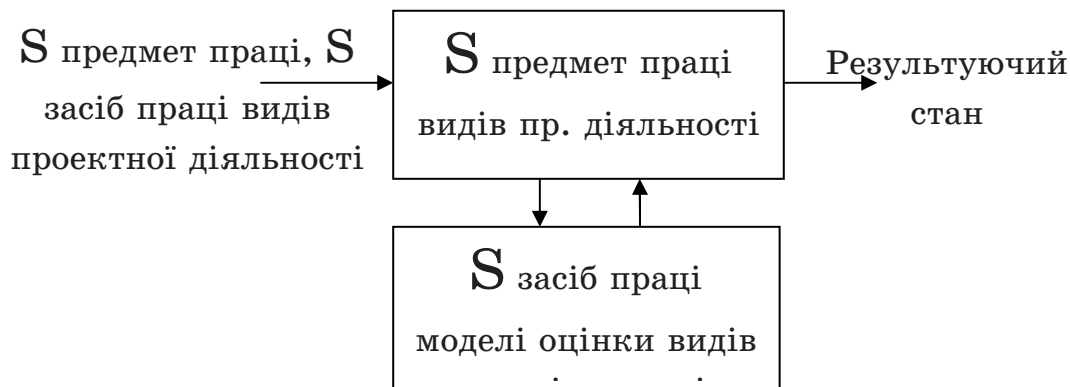 S предмет праці, S
засіб праці видів
проектної діяльності
S предмет праці
видів пр. діяльності
Результуючий
стан
S засіб праці
моделі оцінки видів